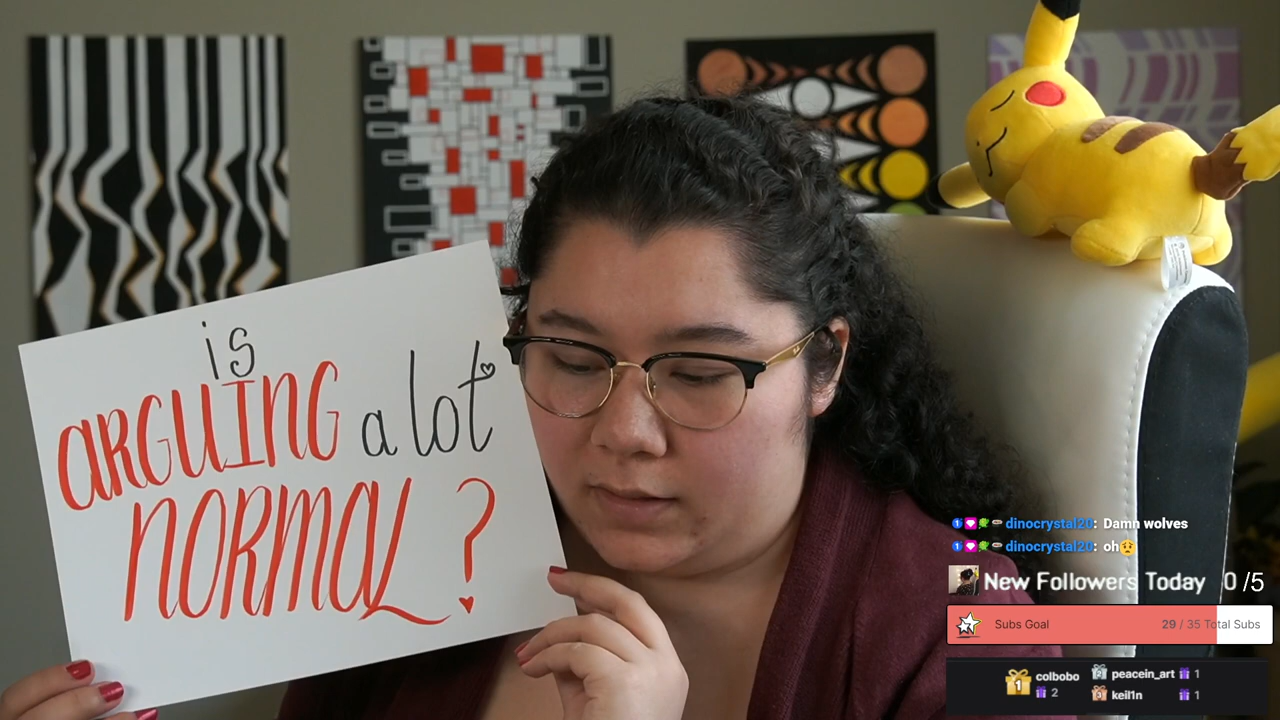 is
ARGUING a lot
NORMAL?
dinocrystal20: Damn wolves
dinocrystal20: oh😟
New Followers Today 0 /5
Subs Goal 29 / 35 Total Subs
1 colbobo 2
peacein_art 1
keil1n 1